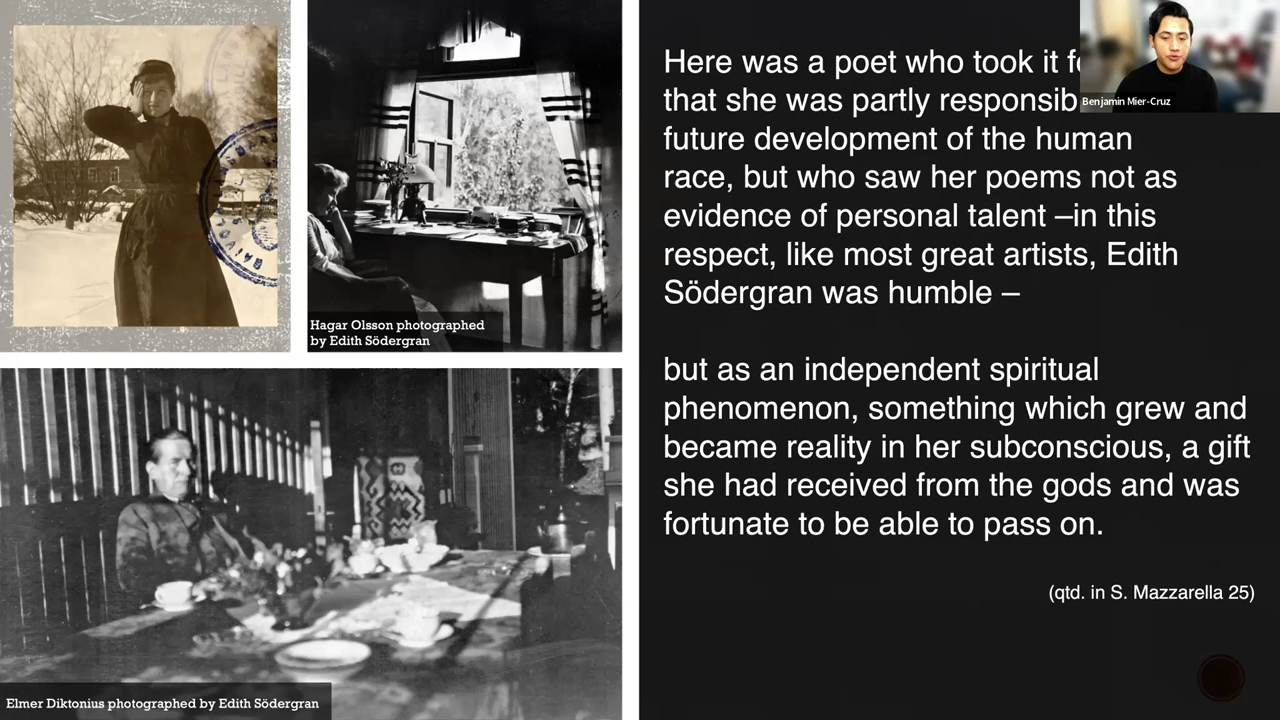 Here was a poet who took it
that she was partly
future development of the human
race, but who saw her poems not as
evidence of personal talent –in this
respect, like most great artists, Edith
Södergran was humble –
but as an independent spiritual
phenomenon, something which grew and
became reality in her subconscious, a gift
she had received from the gods and was
fortunate to be able to pass on.
(qtd. in S. Mazzarella 25)
Benjamin Mier-Cruz
Hagar Olsson photographed
by Edith Södergran
Elmer Diktonius photographed by Edith Södergran